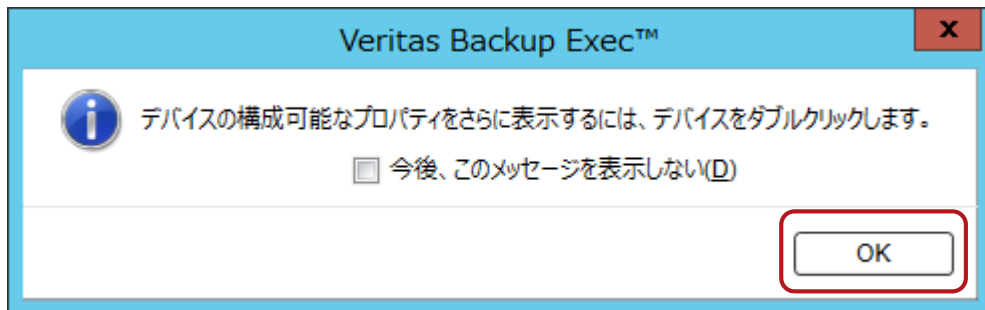 Veritas Backup Exec™
x
デバイスの構成可能なプロパティをさらに表示するには、デバイスをダブルクリックします。
今後、このメッセージを表示しない(D)
OK